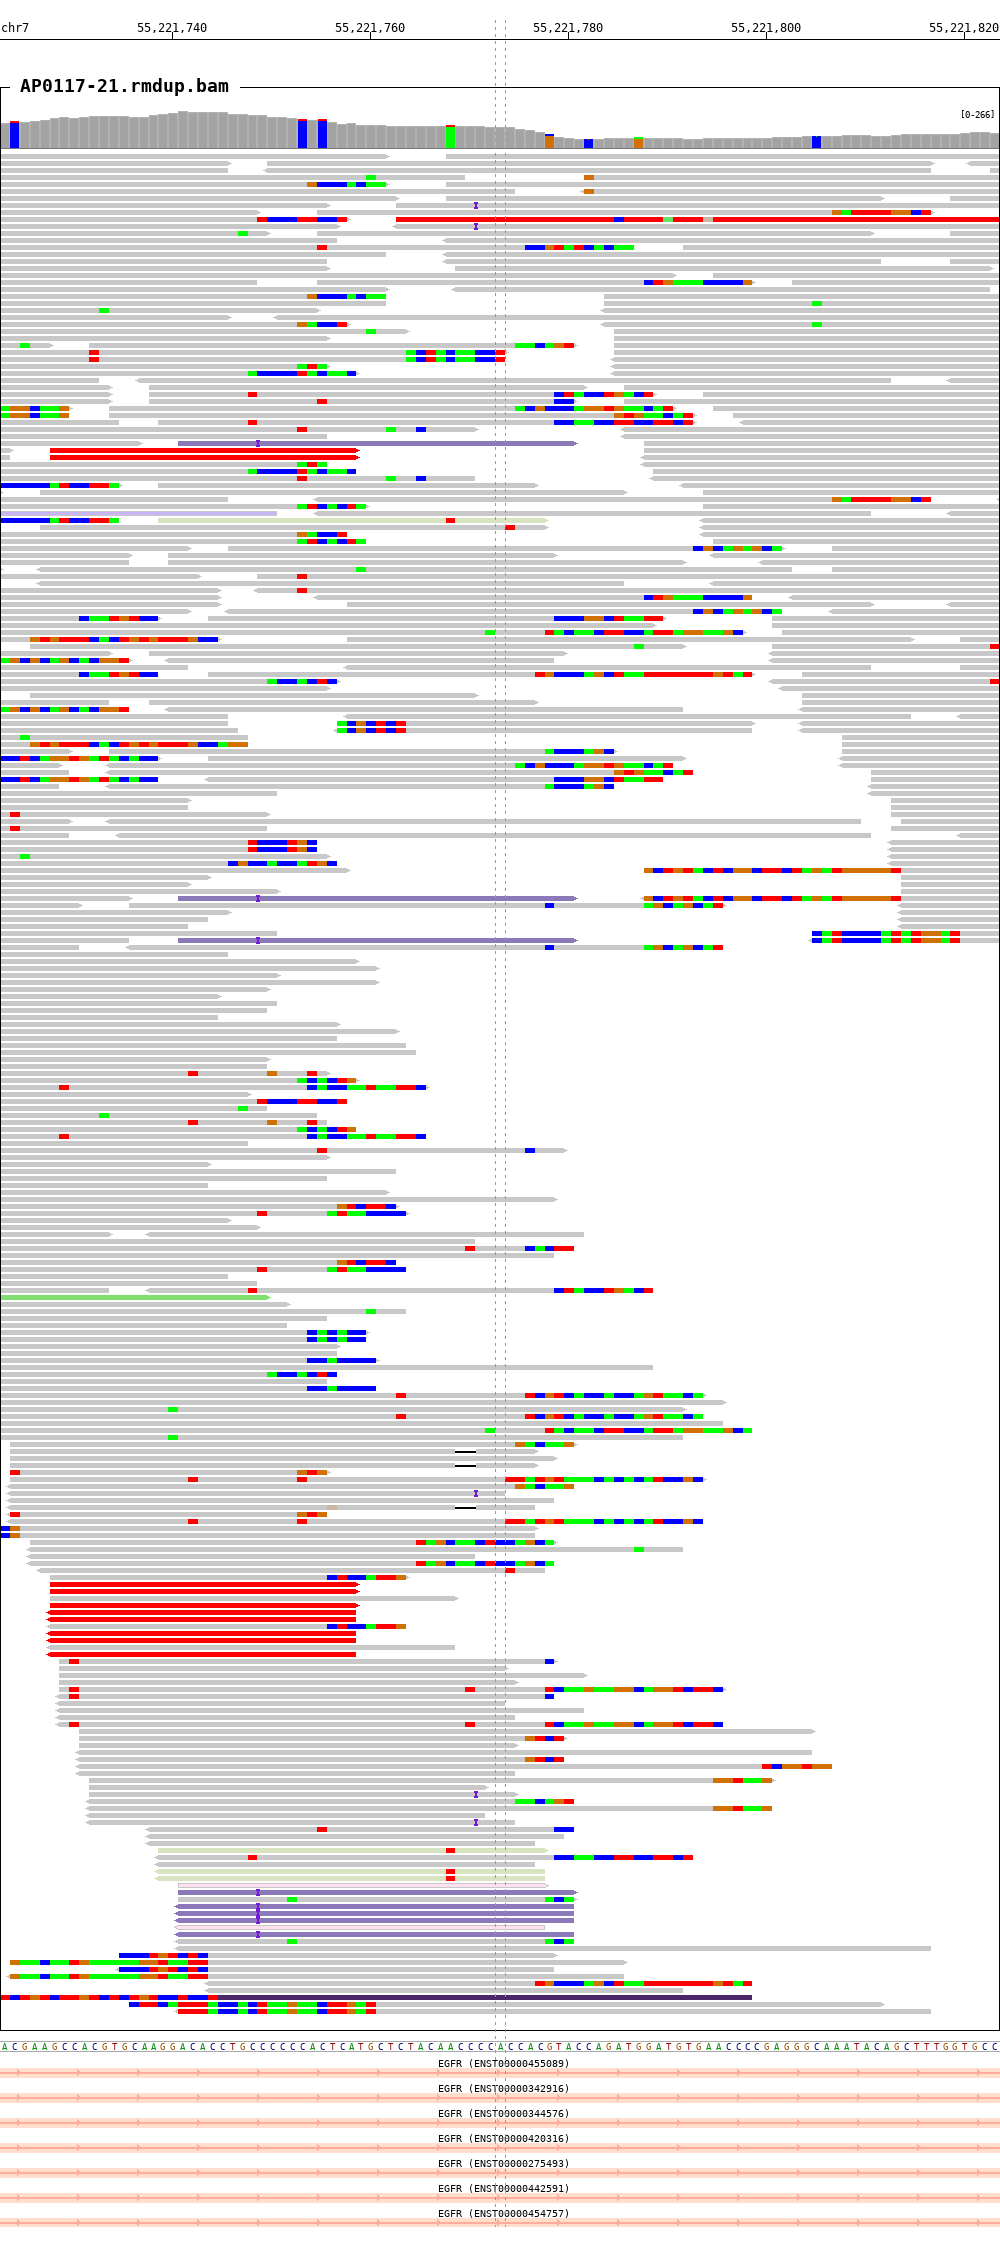 chr7 55,221,740 55,221,760 55,221,780 55,221,800 55,221,820
AP0117-21.rmdup.bam
[0-266]
ACGAAGCCACGTGCAAGGACACCTGCCCCCCACTCATGCTCTACAACCCCACCACGTACCAGATGGATGTGAACCCCGAGGGCAAATACAGCTTTGGTGCC
EGFR (ENST00000455089)
EGFR (ENST00000342916)
EGFR (ENST00000344576)
EGFR (ENST00000420316)
EGFR (ENST00000275493)
EGFR (ENST00000442591)
EGFR (ENST00000454757)